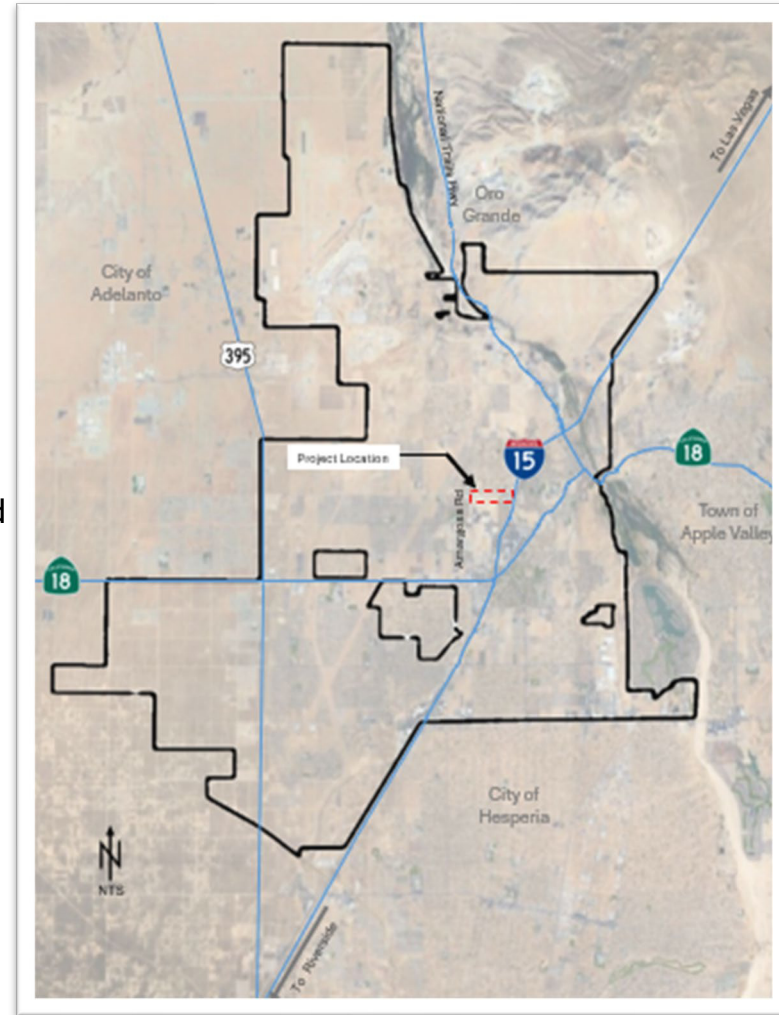 National Trails Hwy
To Las Vegas
Oro
Grande
City of
Adelanto
395
Project Location
15
18
Amargosa Rd
Town of
Apple Valley
18
City of
Hesperia
N
NTS
To Riverside